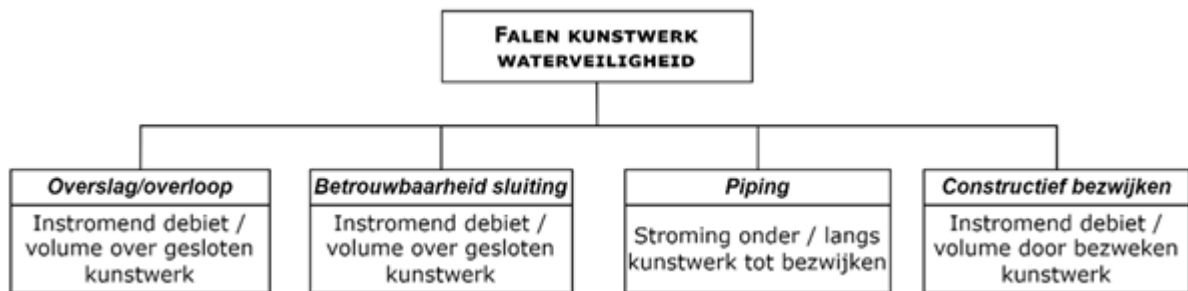 FALEN KUNSTWERK
WATERVEILIGHEID
Overslag/overloop
Instromend debiet /
volume over gesloten
kunstwerk
Betrouwbaarheid sluiting
Instromend debiet /
volume over gesloten
kunstwerk
Piping
Stroming onder / langs
kunstwerk tot bezwijken
Constructief bezwijken
Instromend debiet /
volume door bezweken
kunstwerk